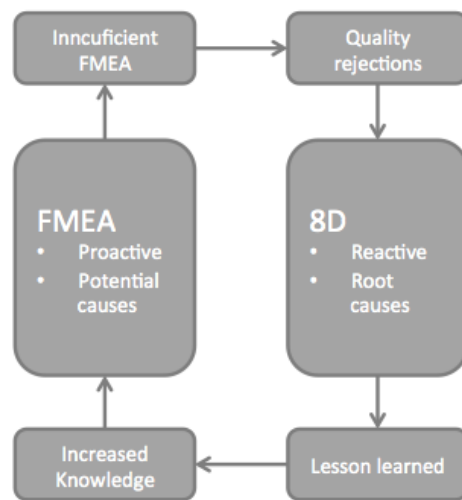 Inncuficient
FMEA
Quality
rejections
FMEA
• Proactive
• Potential
causes
8D
• Reactive
• Root
causes
Increased
Knowledge
Lesson learned